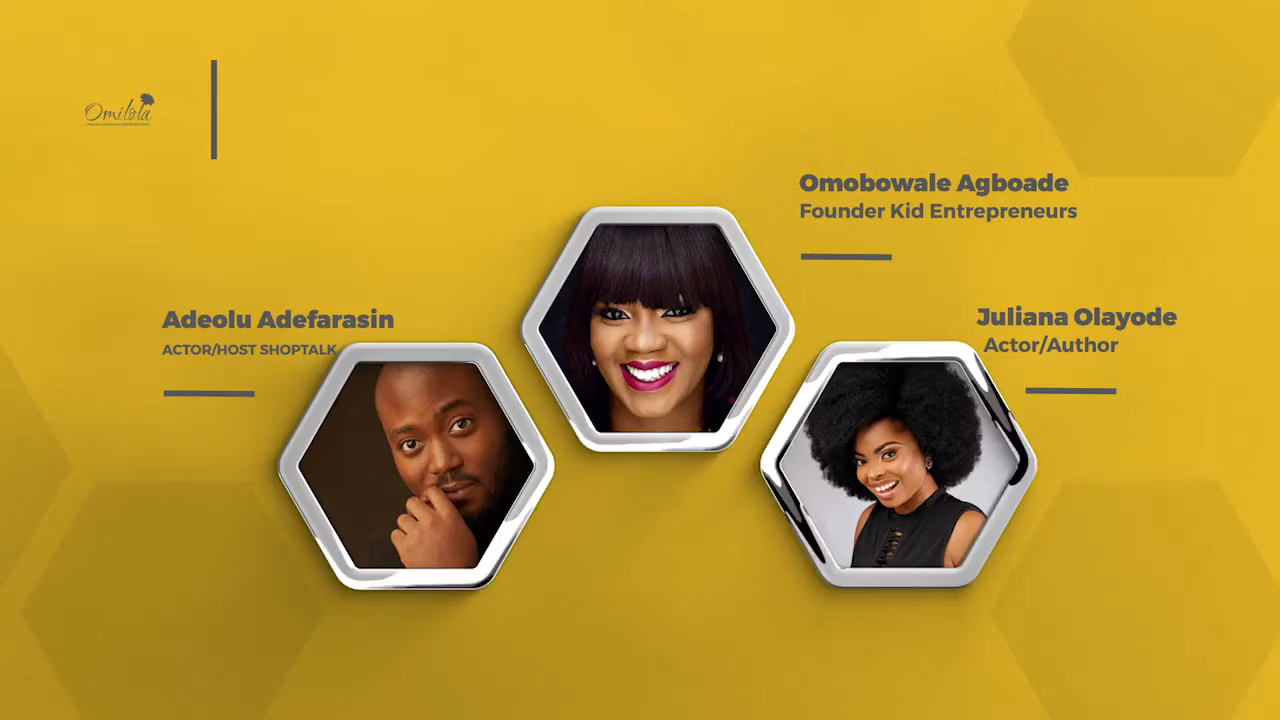 Omilola
Omobowale Agboade
Founder Kid Entrepreneurs
Adeolu Adefarasin
ACTOR/HOST SHOPTALK
Juliana Olayode
Actor/Author